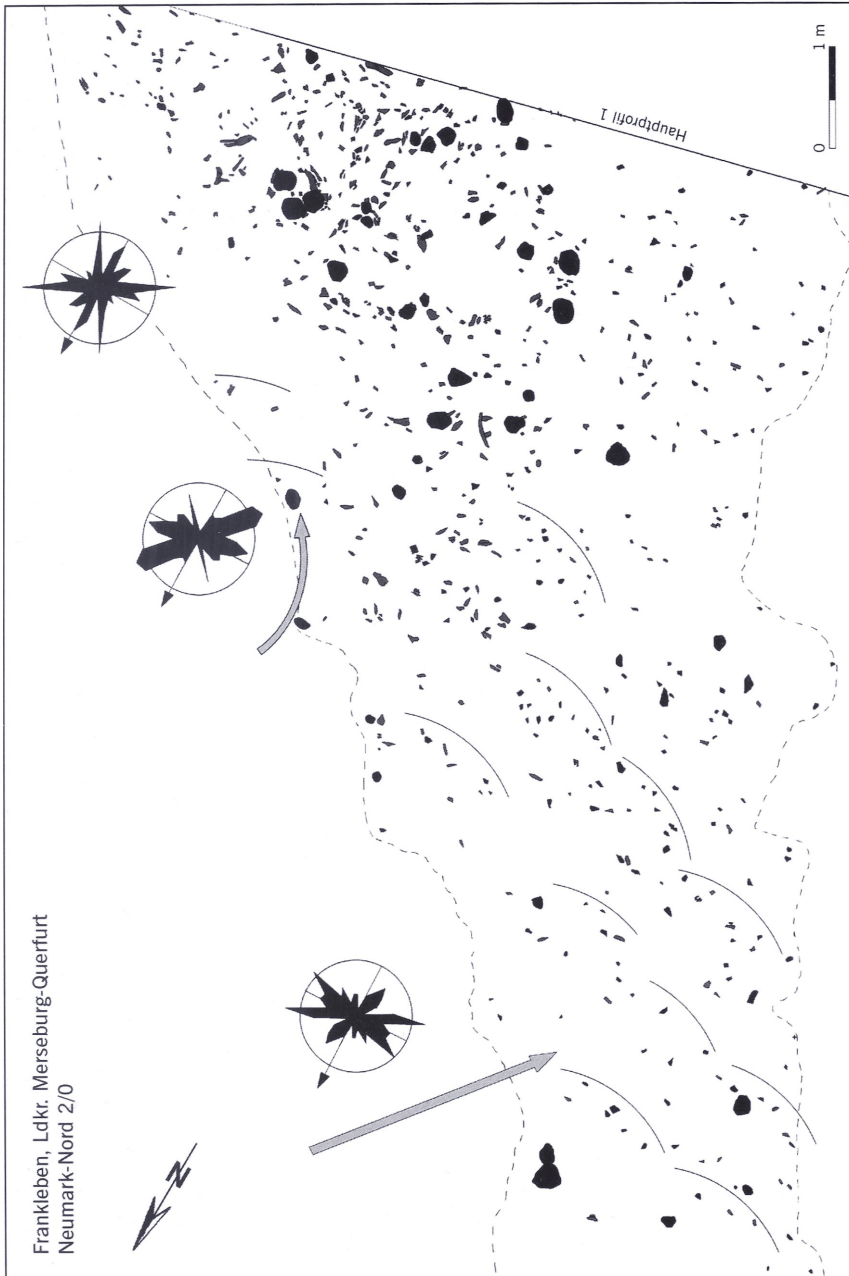 Frankleben, Ldkr. Merseburg-Querfurt
Neumark-Nord 2/0
N
Hauptprofil 1
0 1 m